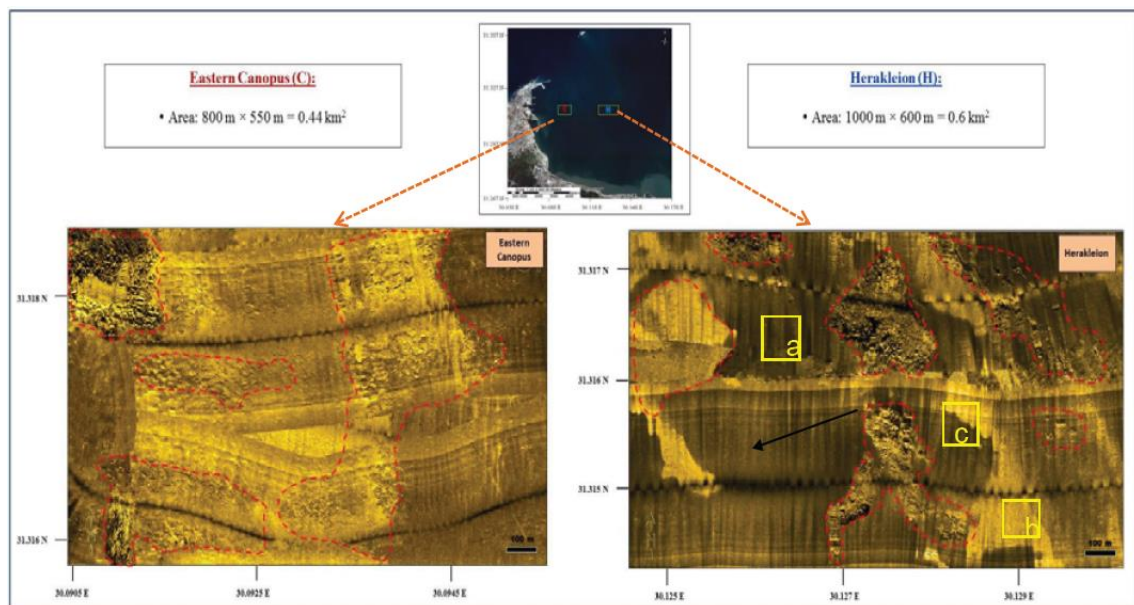 Eastern Canopus (C):
• Area: 800 m × 550 m = 0.44 km²
Herakleion (H):
• Area: 1000 m × 600 m = 0.6 km²
Eastern
Canopus
31.318 N
31.316 N
100 m
30.0905 E
30.0925 E
30.0945 E
Herakleion
31.317 N
31.316 N
31.315 N
a
c
b
100 m
30.125 E
30.127 E
30.129 E